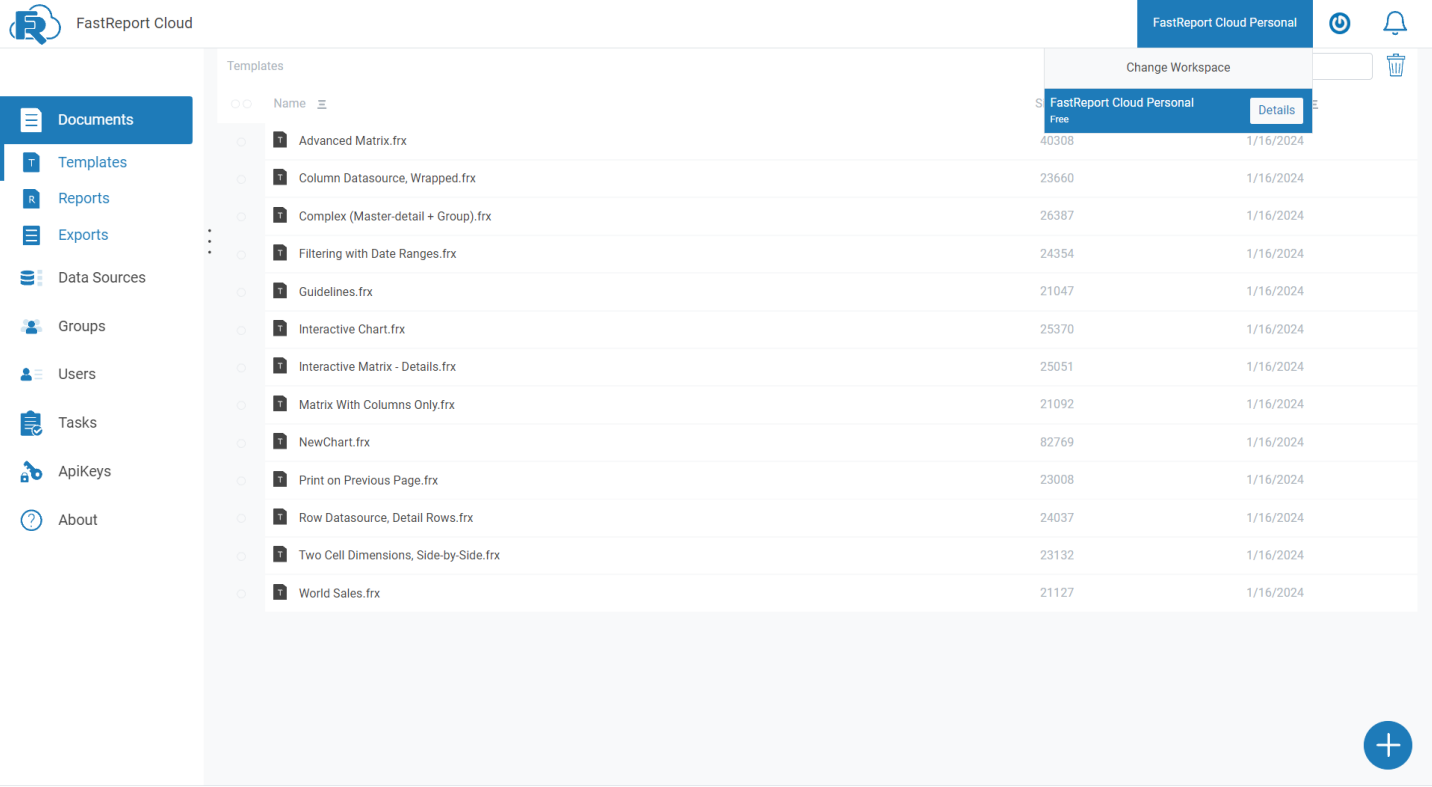 FastReport Cloud
FastReport Cloud Personal
Change Workspace
FastReport Cloud Personal
Free
Details
Documents
Templates
Reports
Exports
Data Sources
Groups
Users
Tasks
ApiKeys
About
Templates
Name
Advanced Matrix.frx 40308 1/16/2024
Column Datasource, Wrapped.frx 23660 1/16/2024
Complex (Master-detail + Group).frx 26387 1/16/2024
Filtering with Date Ranges.frx 24354 1/16/2024
Guidelines.frx 21047 1/16/2024
Interactive Chart.frx 25370 1/16/2024
Interactive Matrix - Details.frx 25051 1/16/2024
Matrix With Columns Only.frx 21092 1/16/2024
NewChart.frx 82769 1/16/2024
Print on Previous Page.frx 23008 1/16/2024
Row Datasource, Detail Rows.frx 24037 1/16/2024
Two Cell Dimensions, Side-by-Side.frx 23132 1/16/2024
World Sales.frx 21127 1/16/2024